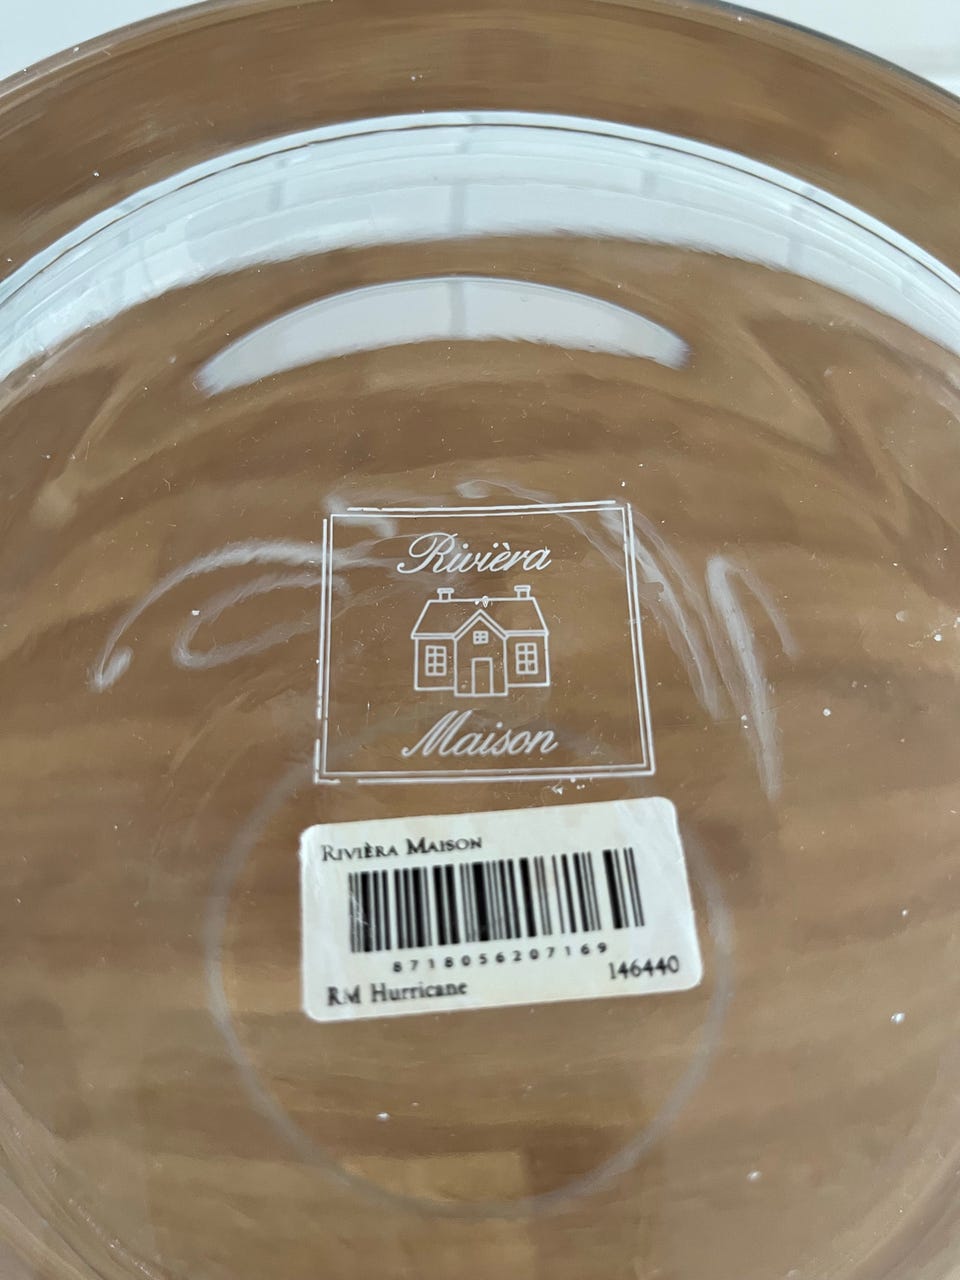 Rivièra
Maison
RIVIÈRA MAISON
8718056207169
RM Hurricane 146440